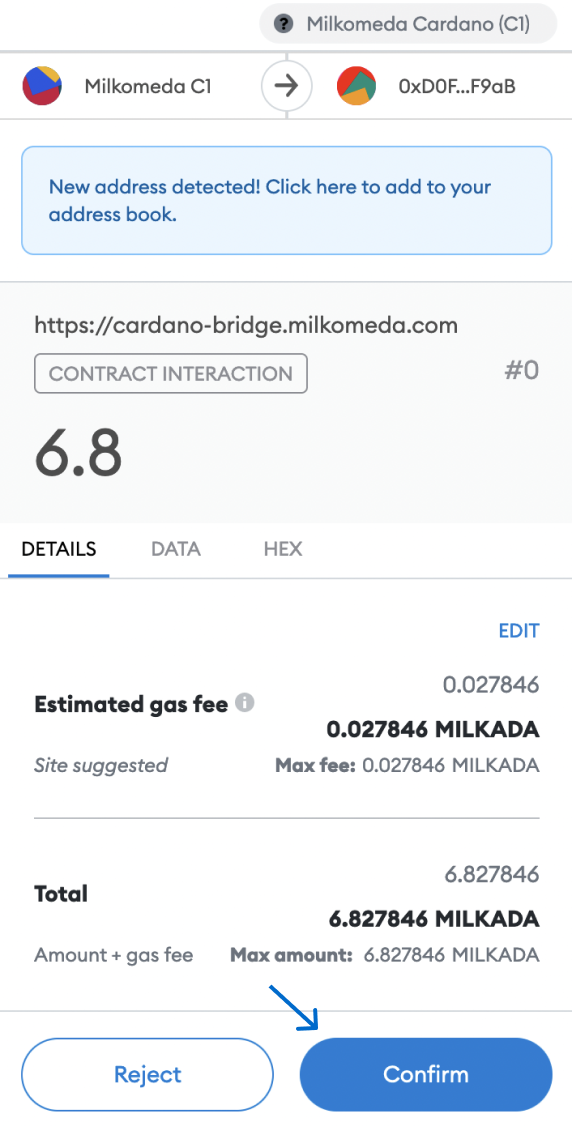 ? Milkomeda Cardano (C1)
Milkomeda C1
0xD0F...F9aB
New address detected! Click here to add to your
address book.
https://cardano-bridge.milkomeda.com
CONTRACT INTERACTION
#0
6.8
DETAILS DATA HEX
EDIT
0.027846
Estimated gas fee i
0.027846 MILKADA
Site suggested
Max fee: 0.027846 MILKADA
6.827846
Total
6.827846 MILKADA
Amount + gas fee
Max amount: 6.827846 MILKADA
Reject
Confirm